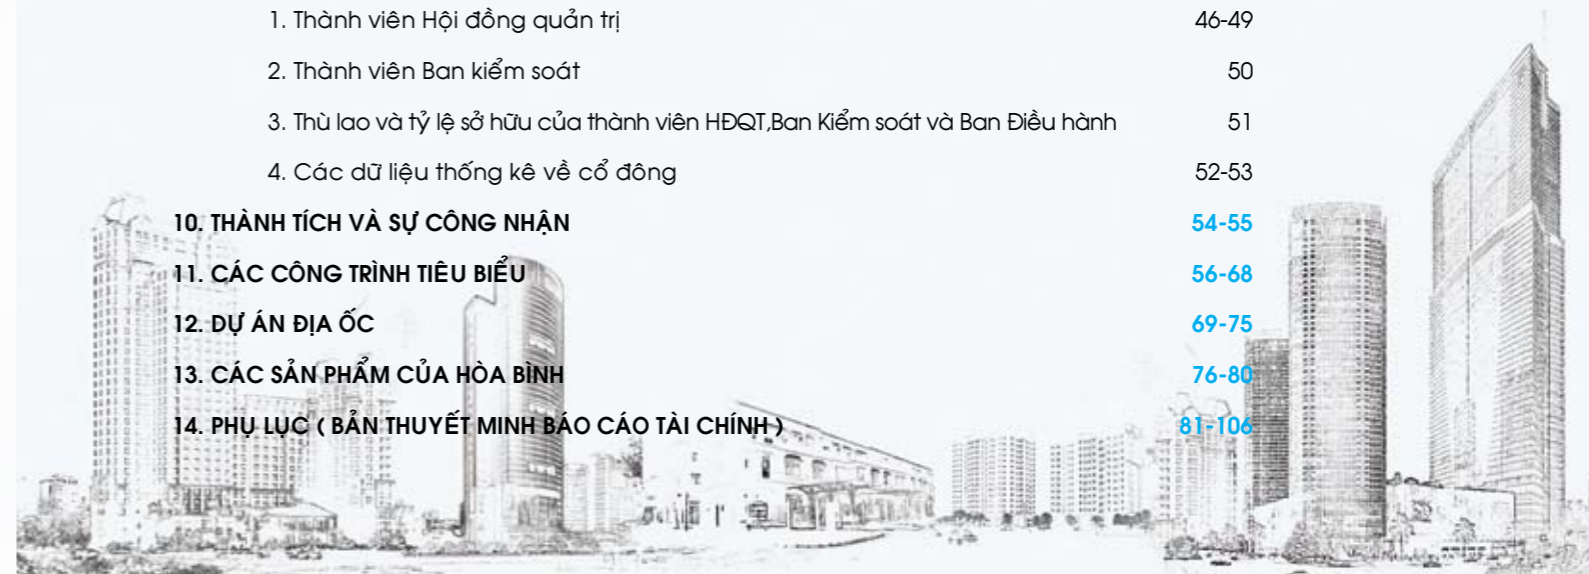 1. Thành viên Hội đồng quản trị 46-49
2. Thành viên Ban kiểm soát 50
3. Thù lao và tỷ lệ sở hữu của thành viên HĐQT,Ban Kiểm soát và Ban Điều hành 51
4. Các dữ liệu thống kê về cổ đông 52-53
10. THÀNH TÍCH VÀ SỰ CÔNG NHẬN 54-55
11. CÁC CÔNG TRÌNH TIÊU BIỂU 56-68
12. DỰ ÁN ĐỊA ỐC 69-75
13. CÁC SẢN PHẨM CỦA HÒA BÌNH 76-80
14. PHỤ LỤC ( BẢN THUYẾT MINH BÁO CÁO TÀI CHÍNH ) 81-106